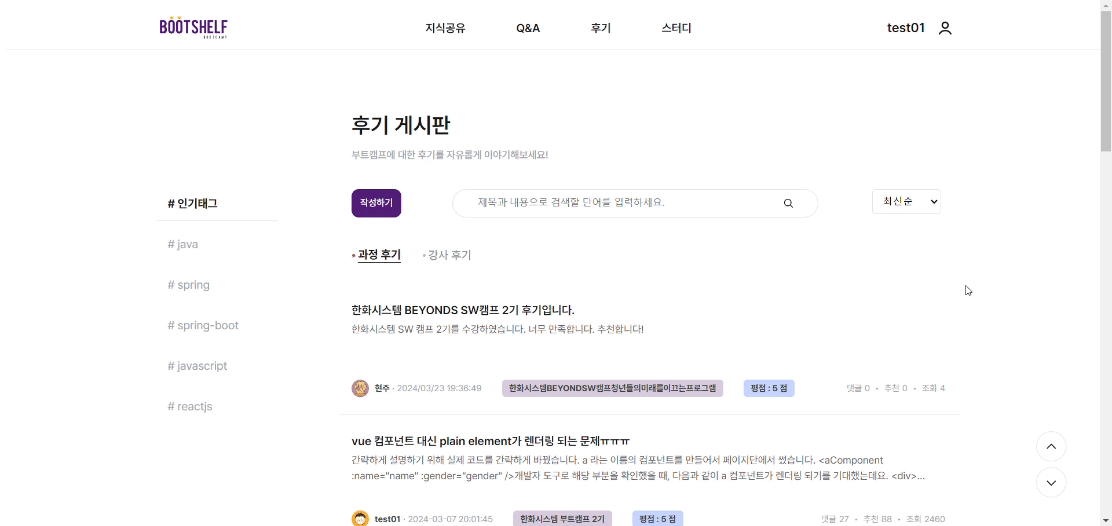 BOOTSHELF
BOOTCAMP
지식공유
Q&A
후기
스터디
test01
후기 게시판
부트캠프에 대한 후기를 자유롭게 이야기해보세요!
# 인기태그
# java
# spring
# spring-boot
# javascript
# reactjs
작성하기
제목과 내용으로 검색할 단어를 입력하세요.
최신순
• 과정 후기
• 강사 후기
한화시스템 BEYONDS SW캠프 2기 후기입니다.
한화시스템 SW 캠프 2기를 수강하였습니다. 너무 만족합니다. 추천합니다!
현주 · 2024/03/23 19:36:49
한화시스템BEYONDSW캠프청년들의미래를이끄는프로그램
평점 : 5 점
댓글 0 • 추천 0 • 조회 4
vue 컴포넌트 대신 plain element가 렌더링 되는 문제ㅠㅠㅠ
간략하게 설명하기 위해 실제 코드를 간략하게 바꿨습니다. a 라는 이름의 컴포넌트를 만들어서 페이지단에서 썼습니다. <aComponent
:name="name" :gender="gender" />개발자 도구로 해당 부분을 확인했을 때, 다음과 같이 a 컴포넌트가 렌더링 되기를 기대했는데요. <div>...
test01 · 2024-03-07 20:01:45
한화시스템 부트캠프 2기
평점 : 5 점
댓글 27 • 추천 88 • 조회 2460